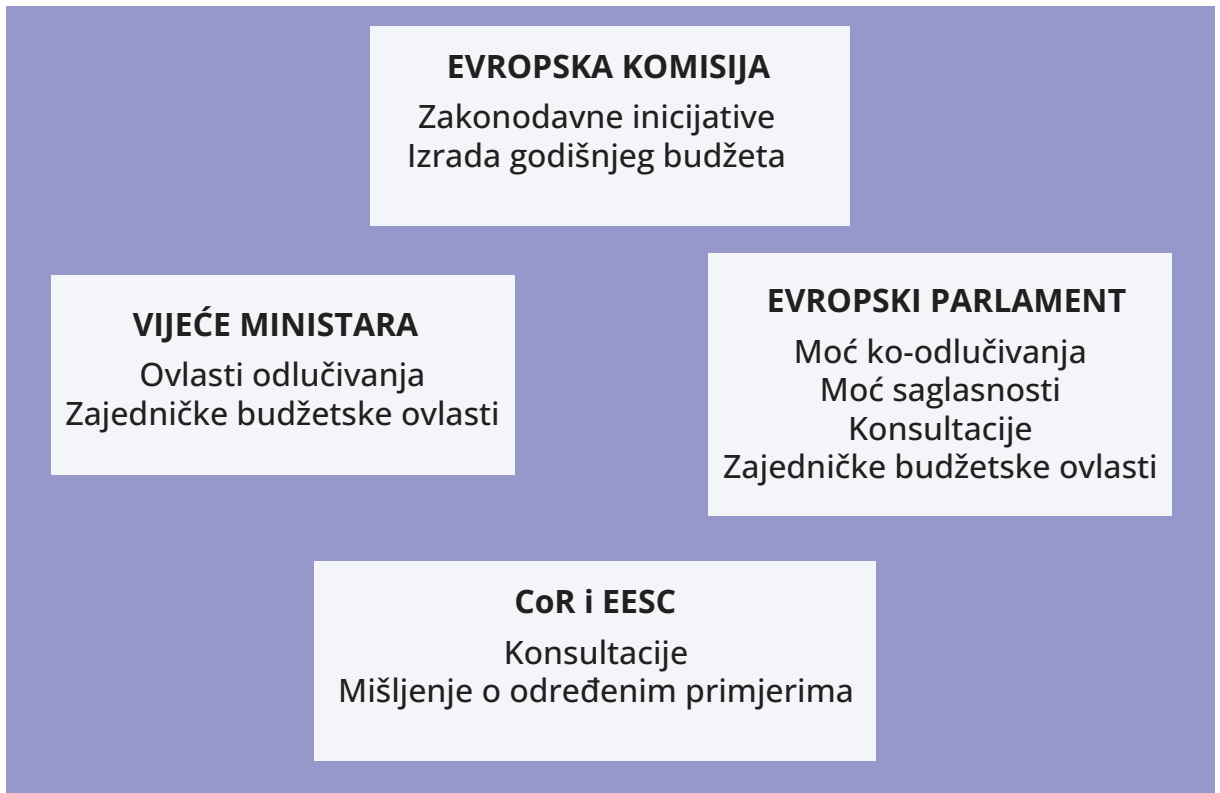 EVROPSKA KOMISIJA
Zakonodavne inicijative
Izrada godišnjeg budžeta
VIJEĆE MINISTARA
Ovlasti odlučivanja
Zajedničke budžetske ovlasti
EVROPSKI PARLAMENT
Moć ko-odlučivanja
Moć saglasnosti
Konsultacije
Zajedničke budžetske ovlasti
CoR i EESC
Konsultacije
Mišljenje o određenim primjerima